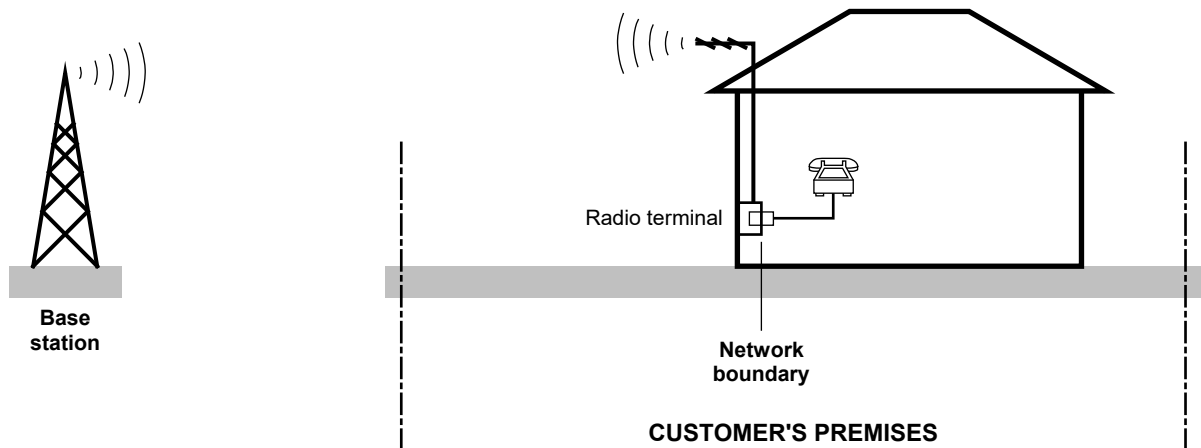 Radio terminal
Base
station
Network
boundary
CUSTOMER'S PREMISES